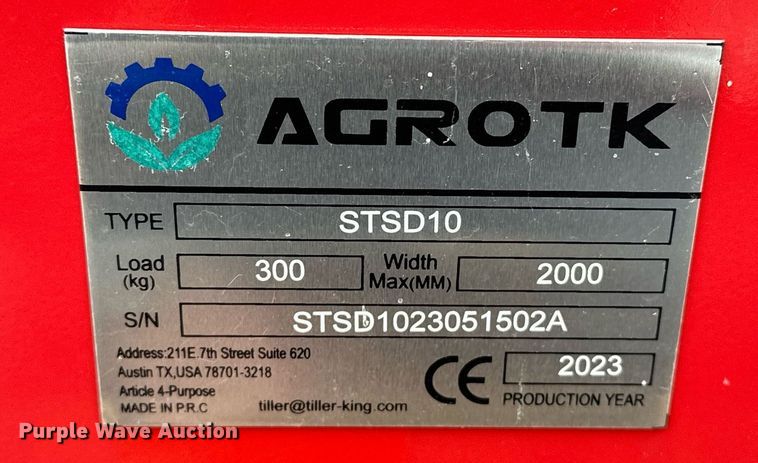 AGROTK
TYPE STSD10
Load (kg) 300 Width Max(MM) 2000
S/N STSD1023051502A
Address:211E.7th Street Suite 620
Austin TX,USA 78701-3218
Article 4-Purpose
MADE IN P.R.C tiller@tiller-king.com
CE 2023
PRODUCTION YEAR
Purple Wave Auction